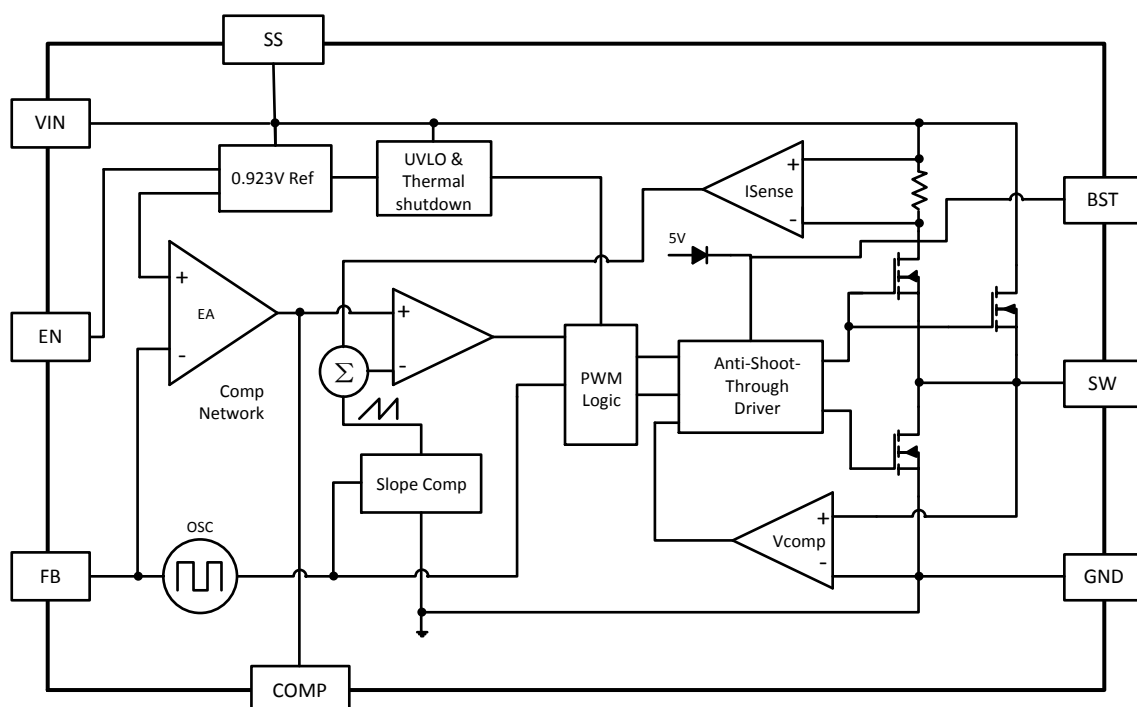 SS
VIN
0.923V Ref
UVLO &
Thermal
shutdown
+
ISense
-
BST
5V
+
EA
-
EN
Comp
Network
+
-
Σ
PWM
Logic
Anti-Shoot-
Through
Driver
SW
Slope Comp
OSC
+
Vcomp
-
FB
GND
COMP